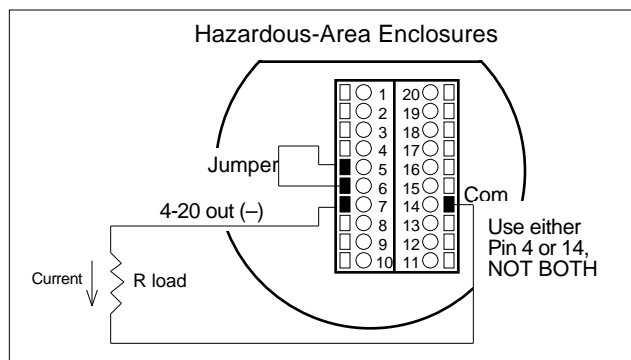 Hazardous-Area Enclosures
1 20
2 19
3 18
4 17
Jumper 5 16
6 15
Com
4-20 out (–) 7 14
8 13
9 12
10 11
Use either
Pin 4 or 14,
NOT BOTH
Current R load